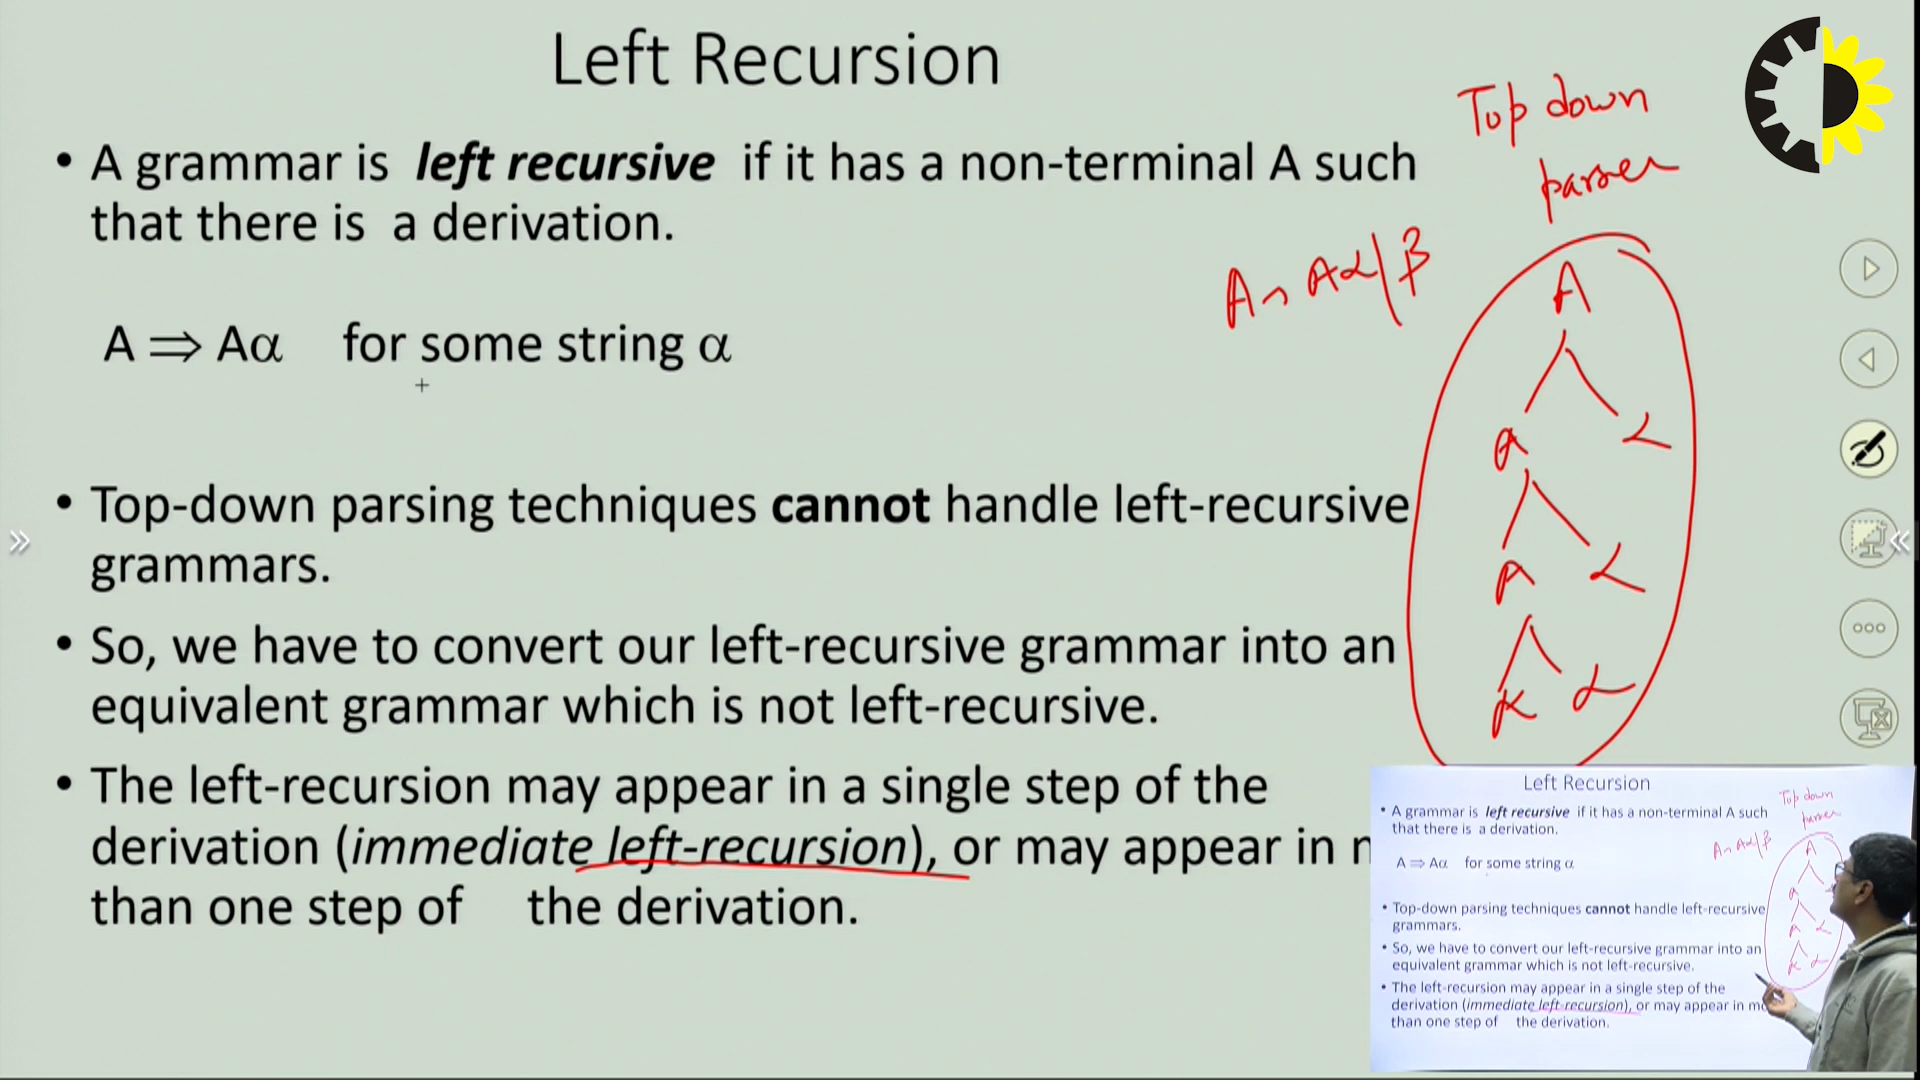 Left Recursion
• A grammar is left recursive if it has a non-terminal A such
that there is a derivation.
A ⇒ Aα for some string α
• Top-down parsing techniques cannot handle left-recursive
grammars.
• So, we have to convert our left-recursive grammar into an
equivalent grammar which is not left-recursive.
• The left-recursion may appear in a single step of the
derivation (immediate left-recursion), or may appear in
than one step of the derivation.
Top down
parser
A → Aα | β
A
A α
A α
A α
Left Recursion
• A grammar is left recursive if it has a non-terminal A such
that there is a derivation.
A ⇒ Aα for some string α
• Top-down parsing techniques cannot handle left-recursive
grammars.
• So, we have to convert our left-recursive grammar into an
equivalent grammar which is not left-recursive.
• The left-recursion may appear in a single step of the
derivation (immediate left-recursion), or may appear in
than one step of the derivation.
Top down
parser
A → Aα | β
A
A
A α
A α